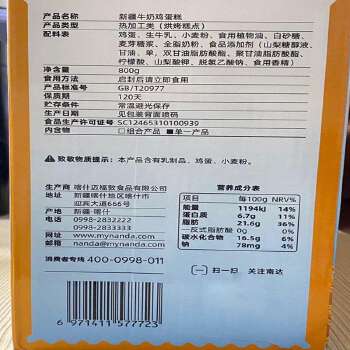 产品名称： 新疆牛奶鸡蛋糕
产品类型： 热加工类（烘烤糕点）
配料表： 鸡蛋、生牛乳、小麦粉、食用植物油、白砂糖、
麦芽糖浆、全脂奶粉、食品添加剂（山梨糖醇液、
甘油、单，双甘油脂肪酸酯、聚甘油脂肪酸酯、
柠檬酸、山梨酸钾、脱氢乙酸钠、食用香精）
净含量： 800g
食用方法： 启封后请立即食用
产品标准号： GB/T20977
保质期： 120天
贮存条件： 常温避光保存
生产日期： 见包装背面喷码
食品生产许可证号： SC12465310100939
内含物： □组合产品 ■单一产品
致敏物质提示：本产品含有乳制品、鸡蛋、小麦粉。
生产商： 喀什迈福致食品有限公司
地址： 新疆喀什地区喀什市
迎宾大道666号
产地： 新疆·喀什
电话： 0998-2832222
传真： 0998-2833333
网址： www.mynanda.com
邮箱： nanda@mynanda.com
消费者专线 400-0998-011
营养成分表
项目 每100g NRV%
能量 1194kJ 14%
蛋白质 6.7g 11%
脂肪 21.6g 36%
－反式脂肪酸 0g 0%
碳水化合物 16.5g 6%
钠 78mg 4%
扫一扫 关注南达
6 971411 577723